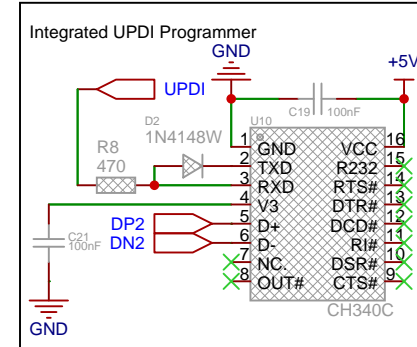 Integrated UPDI Programmer
GND
+5V
UPDI
C19
100nF
D2
1N4148W
U10
R8
470
1
GND
VCC
16
2
TXD
R232
15
3
RXD
RTS#
14
4
V3
DTR#
13
DP2
5
D+
DCD#
12
DN2
6
D-
RI#
11
7
NC.
DSR#
10
8
OUT#
CTS#
9
C21
100nF
CH340C
GND